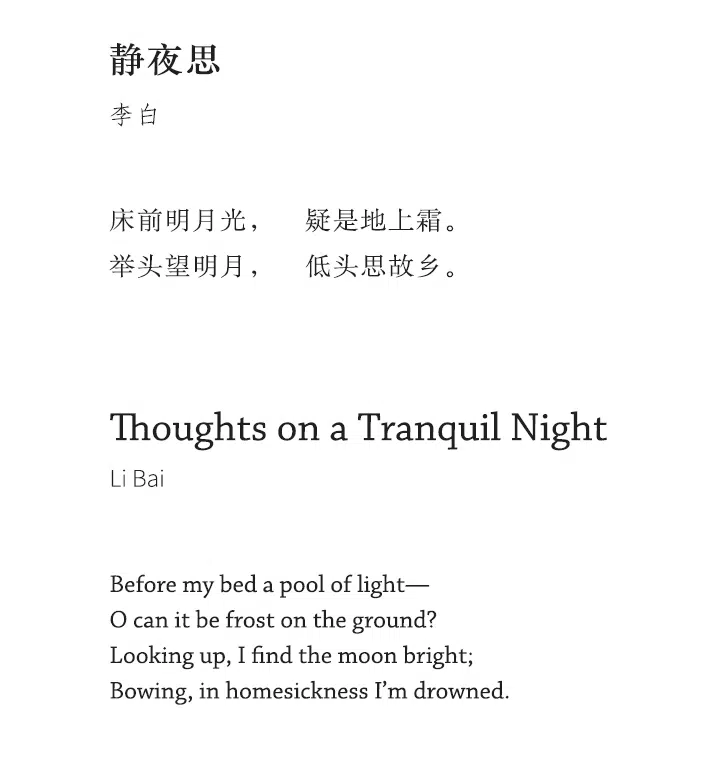 静夜思
李白
床前明月光， 疑是地上霜。
举头望明月， 低头思故乡。
Thoughts on a Tranquil Night
Li Bai
Before my bed a pool of light—
O can it be frost on the ground?
Looking up, I find the moon bright;
Bowing, in homesickness I’m drowned.